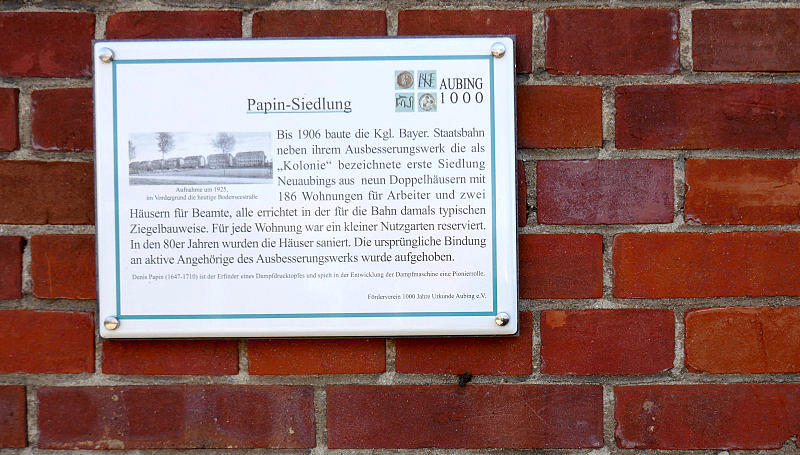 AUBING
1000
Papin-Siedlung
Bis 1906 baute die Kgl. Bayer. Staatsbahn
neben ihrem Ausbesserungswerk die als
„Kolonie“ bezeichnete erste Siedlung
Neuaubings aus neun Doppelhäusern mit
186 Wohnungen für Arbeiter und zwei
Aufnahme um 1925,
im Vordergrund die heutige Bodenseestraße
Häusern für Beamte, alle errichtet in der für die Bahn damals typischen
Ziegelbauweise. Für jede Wohnung war ein kleiner Nutzgarten reserviert.
In den 80er Jahren wurden die Häuser saniert. Die ursprüngliche Bindung
an aktive Angehörige des Ausbesserungswerks wurde aufgehoben.
Denis Papin (1647-1710) ist der Erfinder eines Dampfdrucktopfes und spielt in der Entwicklung der Dampfmaschine eine Pionierrolle.
Förderverein 1000 Jahre Urkunde Aubing e.V.